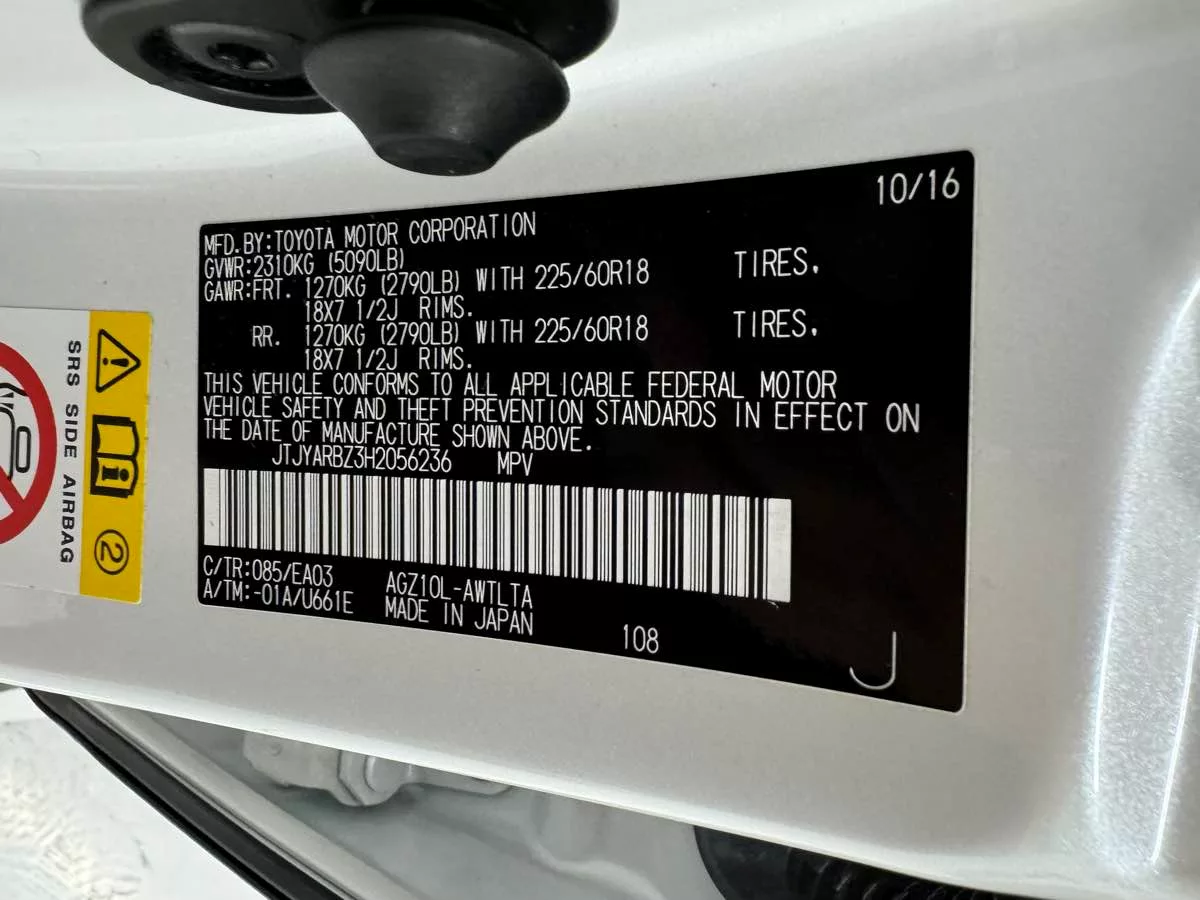 10/16
MFD.BY:TOYOTA MOTOR CORPORATION
GVWR:2310KG (5090LB)
GAWR:FRT. 1270KG (2790LB) WITH 225/60R18 TIRES.
18X7 1/2J RIMS.
RR. 1270KG (2790LB) WITH 225/60R18 TIRES.
18X7 1/2J RIMS.
THIS VEHICLE CONFORMS TO ALL APPLICABLE FEDERAL MOTOR
VEHICLE SAFETY AND THEFT PREVENTION STANDARDS IN EFFECT ON
THE DATE OF MANUFACTURE SHOWN ABOVE.
JTJYARBZ3H2056236 MPV
C/TR:085/EA03 AGZ10L-AWTLTA
A/TM:-01A/U661E MADE IN JAPAN
108
J
SRS SIDE AIRBAG
2